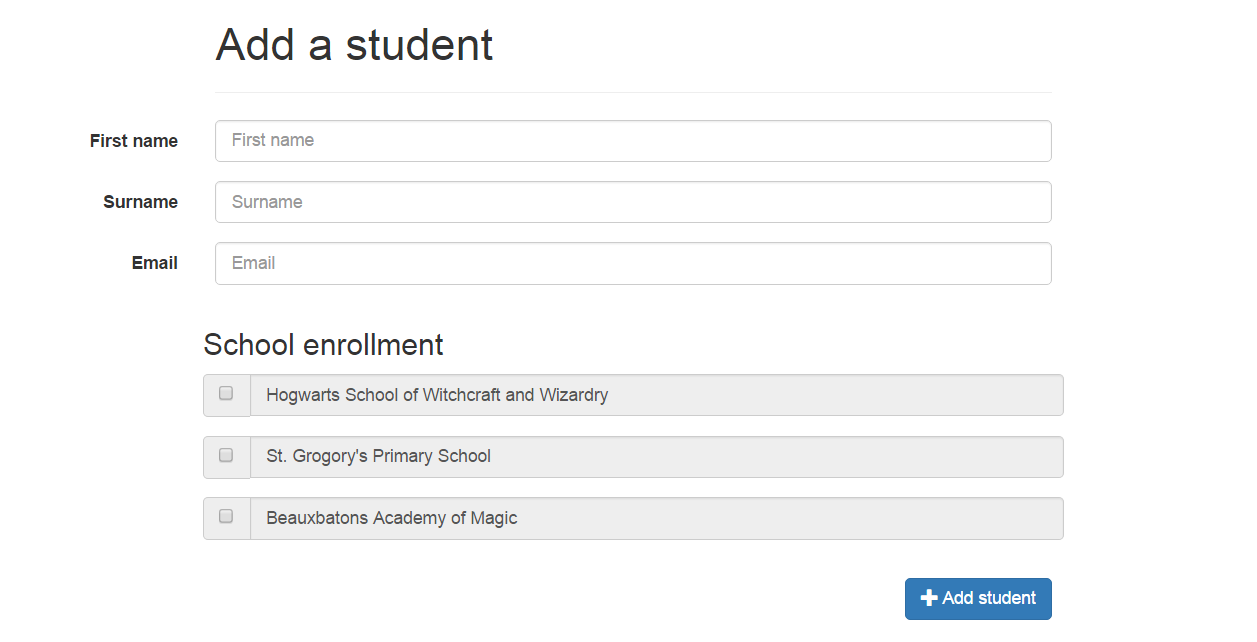 Add a student
First name First name
Surname Surname
Email Email
School enrollment
Hogwarts School of Witchcraft and Wizardry
St. Grogory's Primary School
Beauxbatons Academy of Magic
Add student